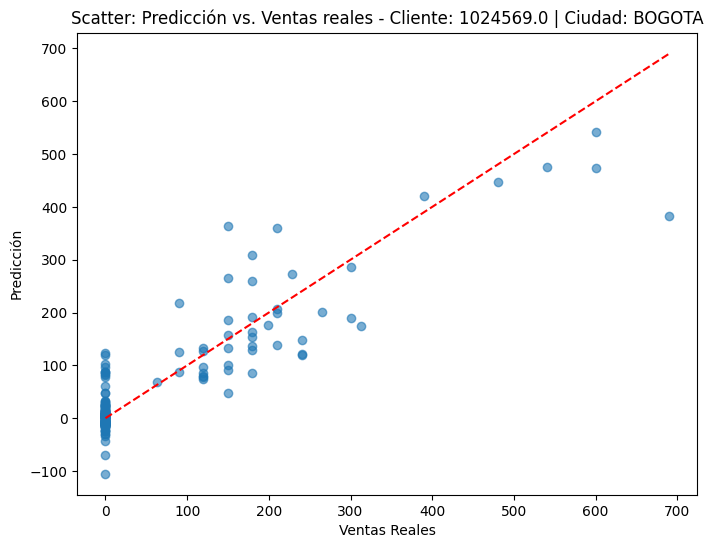 Scatter: Predicción vs. Ventas reales - Cliente: 1024569.0 | Ciudad: BOGOTA
700
600
500
400
300
200
100
0
−100
Predicción
0 100 200 300 400 500 600 700
Ventas Reales